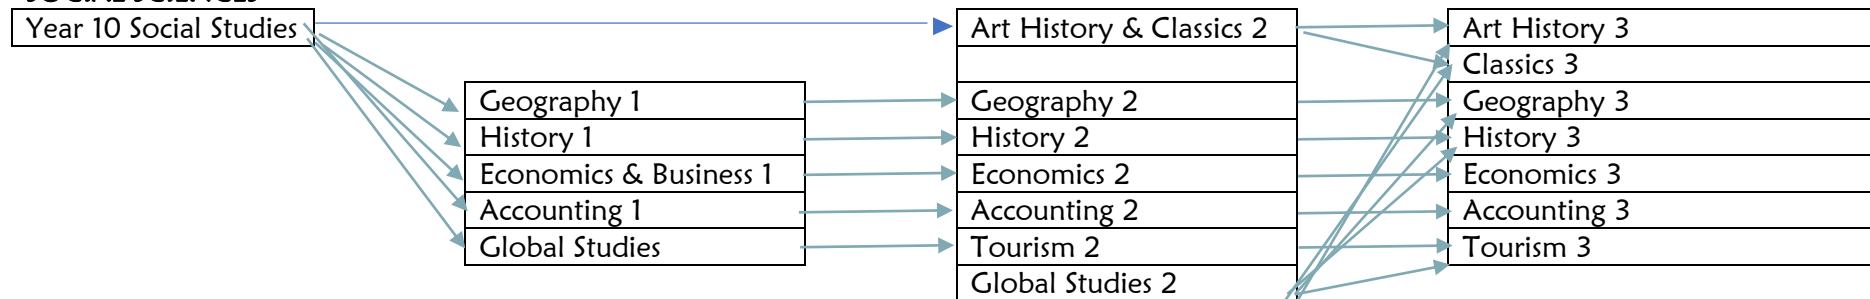 SOCIAL SCIENCES
Year 10 Social Studies
Art History & Classics 2
Art History 3
Classics 3
Geography 1
Geography 2
Geography 3
History 1
History 2
History 3
Economics & Business 1
Economics 2
Economics 3
Accounting 1
Accounting 2
Accounting 3
Global Studies
Tourism 2
Tourism 3
Global Studies 2